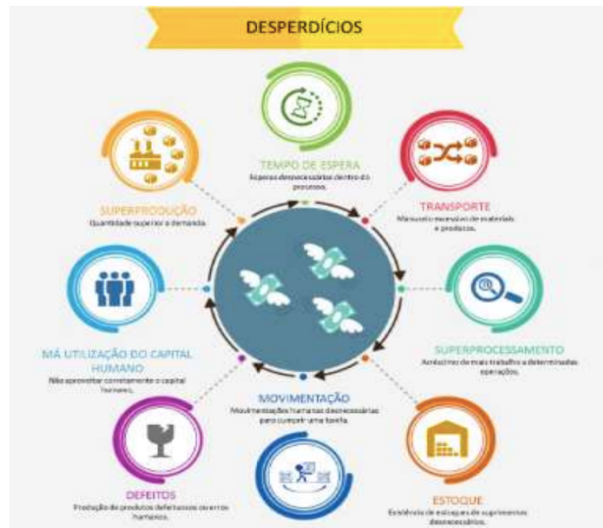 DESPERDÍCIOS
TEMPO DE ESPERA
Esperas desnecessárias dentro do
processo.
TRANSPORTE
Manuseio excessivo de materiais
e produtos.
SUPERPROCESSAMENTO
Acréscimo de mais trabalho a determinadas
operações.
ESTOQUE
Existência de estoques de suprimentos
desnecessários.
MOVIMENTAÇÃO
Movimentações humanas desnecessárias
para cumprir uma tarefa.
DEFEITOS
Produção de produtos defeituosos ou erros
humanos.
MÁ UTILIZAÇÃO DO CAPITAL
HUMANO
Não aproveitar corretamente o capital
humano.
SUPERPRODUÇÃO
Quantidade superior a demanda.